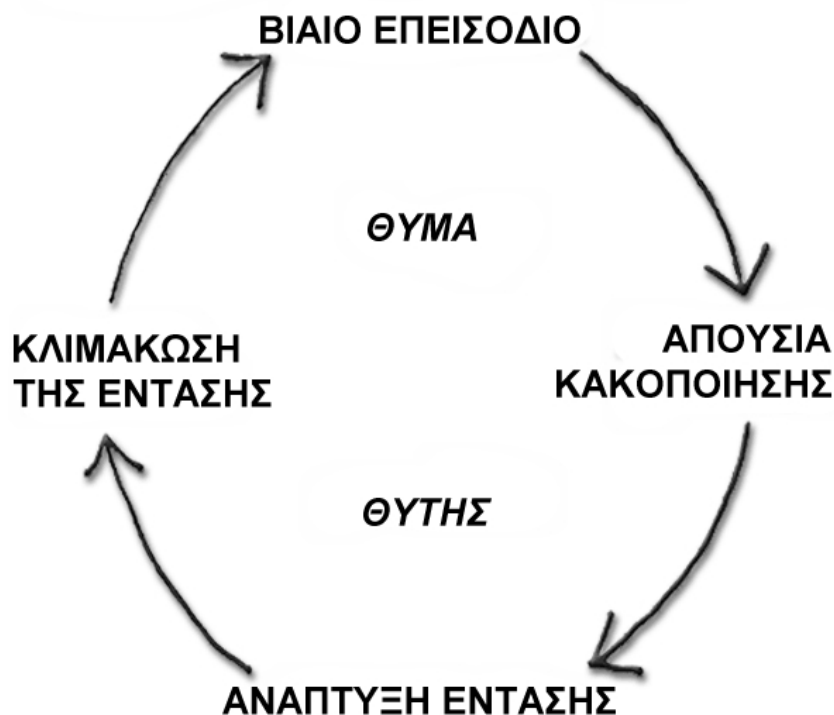 ΒΙΑΙΟ ΕΠΕΙΣΟΔΙΟ
ΘΥΜΑ
ΑΠΟΥΣΙΑ
ΚΑΚΟΠΟΙΗΣΗΣ
ΚΛΙΜΑΚΩΣΗ
ΤΗΣ ΕΝΤΑΣΗΣ
ΘΥΤΗΣ
ΑΝΑΠΤΥΞΗ ΕΝΤΑΣΗΣ